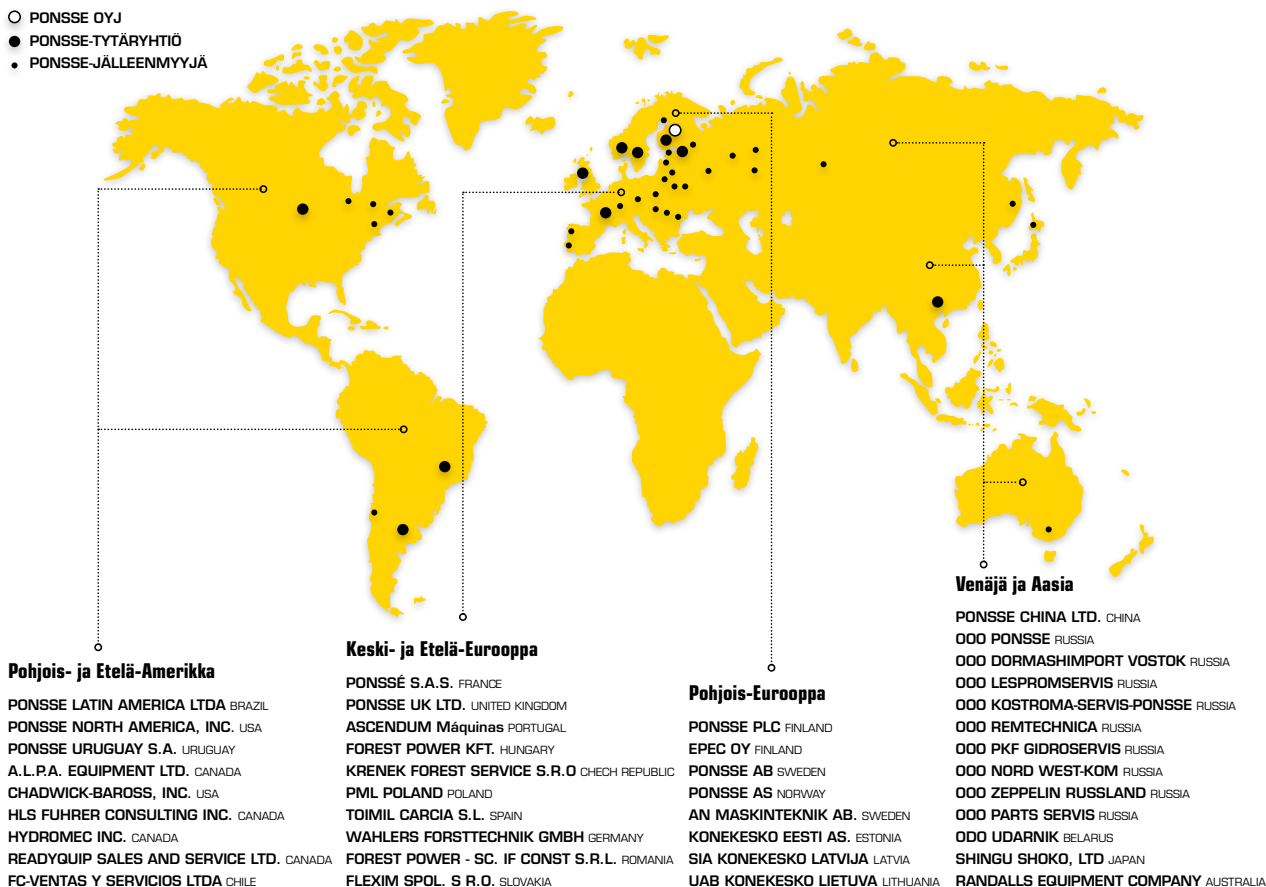 PONSSE OYJ
PONSSE-TYTÄRYHTIÖ
PONSSE-JÄLLEENMYYJÄ
Pohjois- ja Etelä-Amerikka
PONSSE LATIN AMERICA LTDA BRAZIL
PONSSE NORTH AMERICA, INC. USA
PONSSE URUGUAY S.A. URUGUAY
A.L.P.A. EQUIPMENT LTD. CANADA
CHADWICK-BAROSS, INC. USA
HLS FUHRER CONSULTING INC. CANADA
HYDROMEC INC. CANADA
READYQUIP SALES AND SERVICE LTD. CANADA
FC-VENTAS Y SERVICIOS LTDA CHILE
Keski- ja Etelä-Eurooppa
PONSSÉ S.A.S. FRANCE
PONSSE UK LTD. UNITED KINGDOM
ASCENDUM Máquinas PORTUGAL
FOREST POWER KFT. HUNGARY
KRENEK FOREST SERVICE S.R.O CHECH REPUBLIC
PML POLAND POLAND
TOIMIL CARCIA S.L. SPAIN
WAHLERS FORSTTECHNIK GMBH GERMANY
FOREST POWER - SC. IF CONST S.R.L. ROMANIA
FLEXIM SPOL. S R.O. SLOVAKIA
Pohjois-Eurooppa
PONSSE PLC FINLAND
EPEC OY FINLAND
PONSSE AB SWEDEN
PONSSE AS NORWAY
AN MASKINTEKNIK AB. SWEDEN
KONEKESKO EESTI AS. ESTONIA
SIA KONEKESKO LATVIJA LATVIA
UAB KONEKESKO LIETUVA LITHUANIA
Venäjä ja Aasia
PONSSE CHINA LTD. CHINA
OOO PONSSE RUSSIA
OOO DORMASHIMPORT VOSTOK RUSSIA
OOO LESPROMSERVIS RUSSIA
OOO KOSTROMA-SERVIS-PONSSE RUSSIA
OOO REMTECHNICA RUSSIA
OOO PKF GIDROSERVIS RUSSIA
OOO NORD WEST-KOM RUSSIA
OOO ZEPPELIN RUSSLAND RUSSIA
OOO PARTS SERVIS RUSSIA
ODO UDARNIK BELARUS
SHINGU SHOKO, LTD JAPAN
RANDALLS EQUIPMENT COMPANY AUSTRALIA